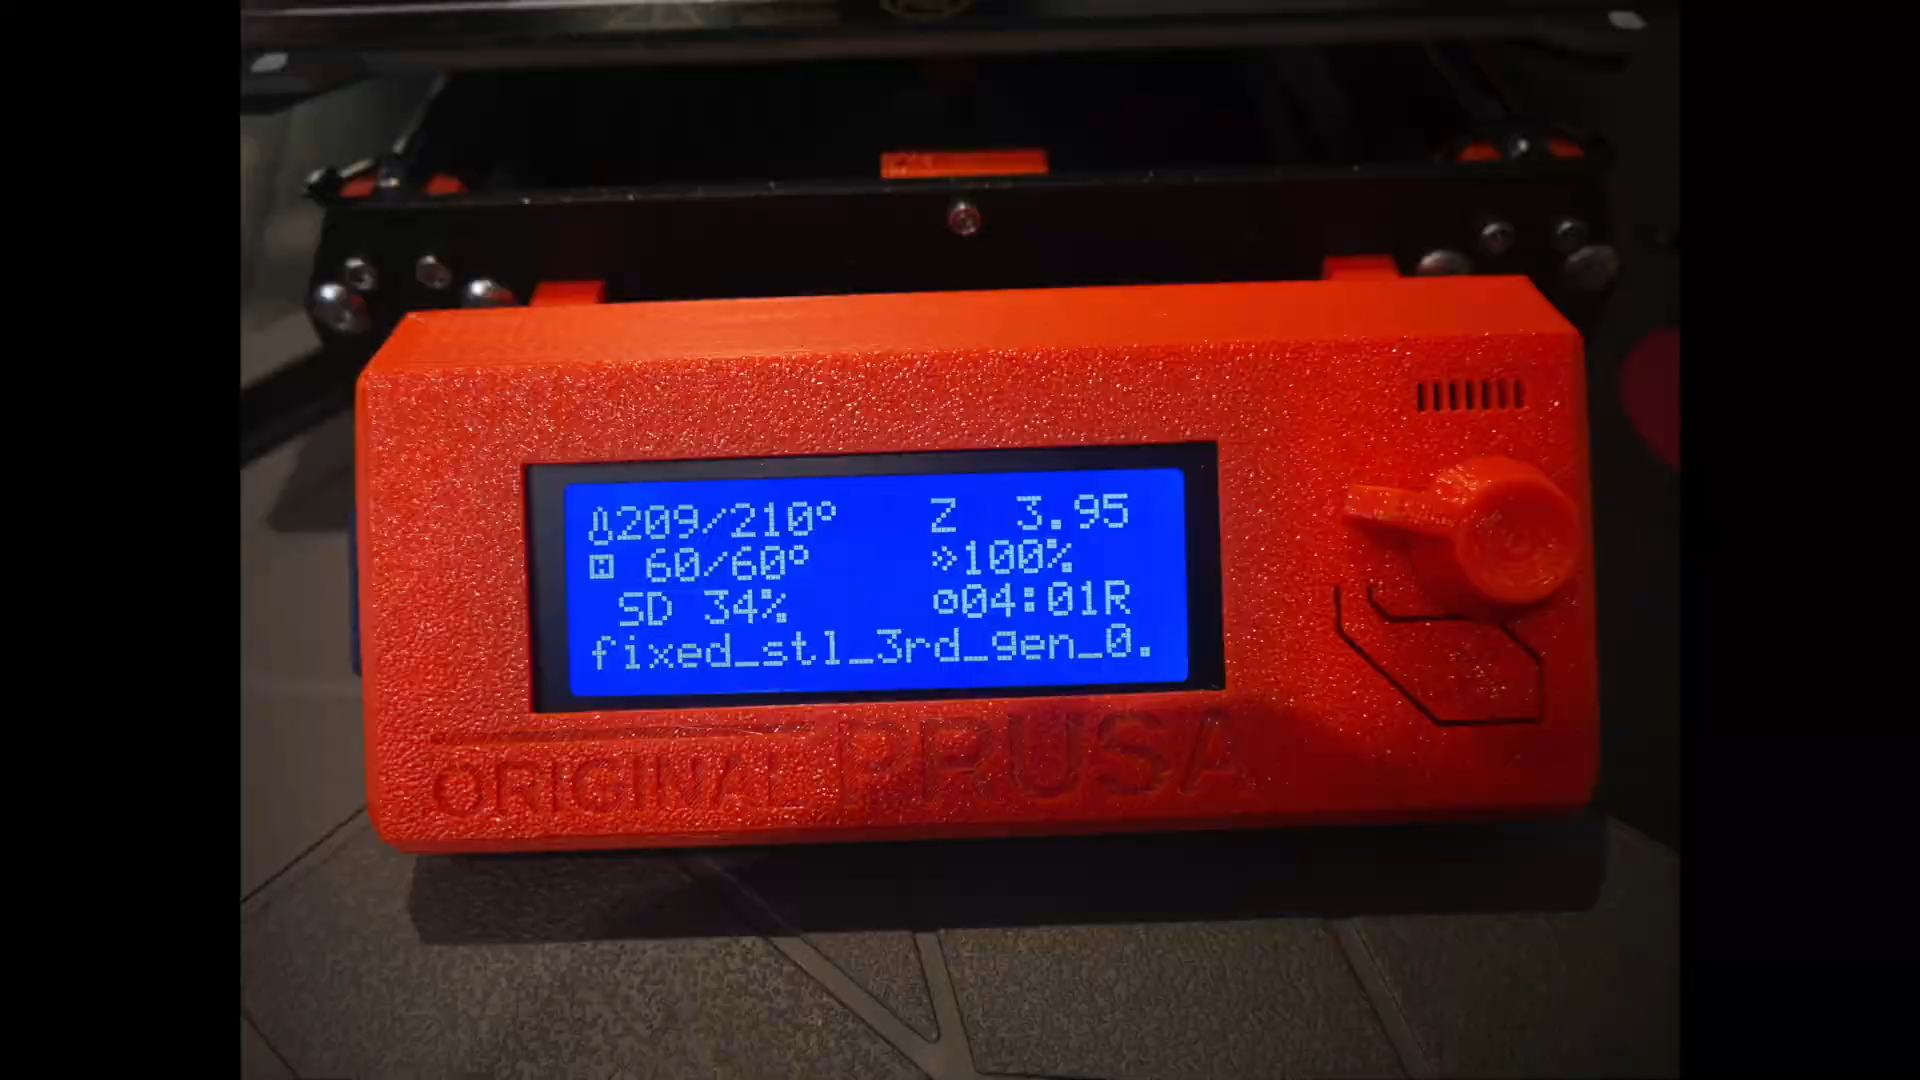 209/210° Z 3.95
60/60° 100%
SD 34% 04:01R
fixed_stl_3rd_gen_0.
ORIGINAL PRUSA